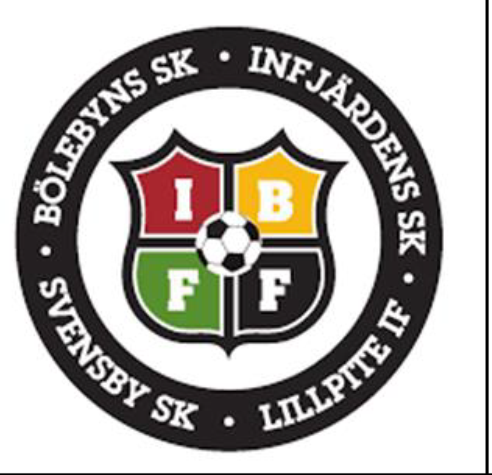 BÖLEBYNS SK · INFJÄRDENS SK · LILLPITE IF · SVENSBY SK ·
I B
F F